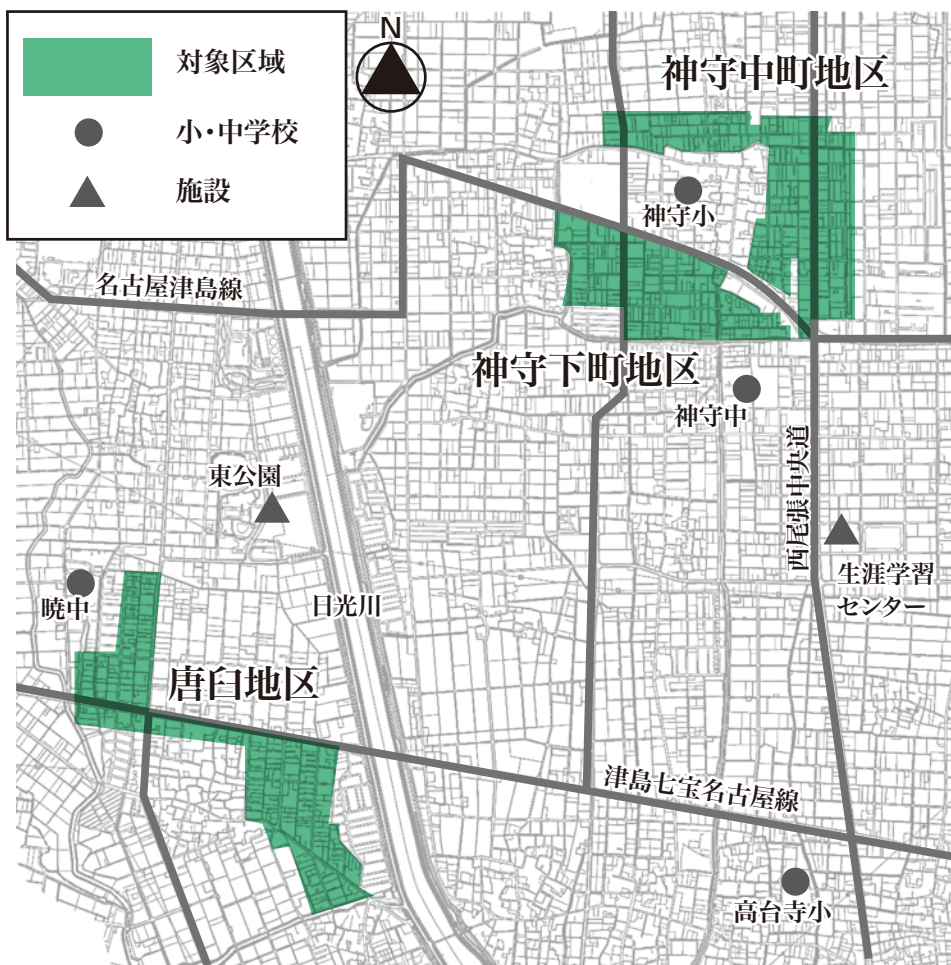 対象区域
小・中学校
施設
N
神守中町地区
神守小
名古屋津島線
神守下町地区
神守中
西尾張中央道
東公園
生涯学習
センター
暁中
日光川
唐臼地区
津島七宝名古屋線
高台寺小